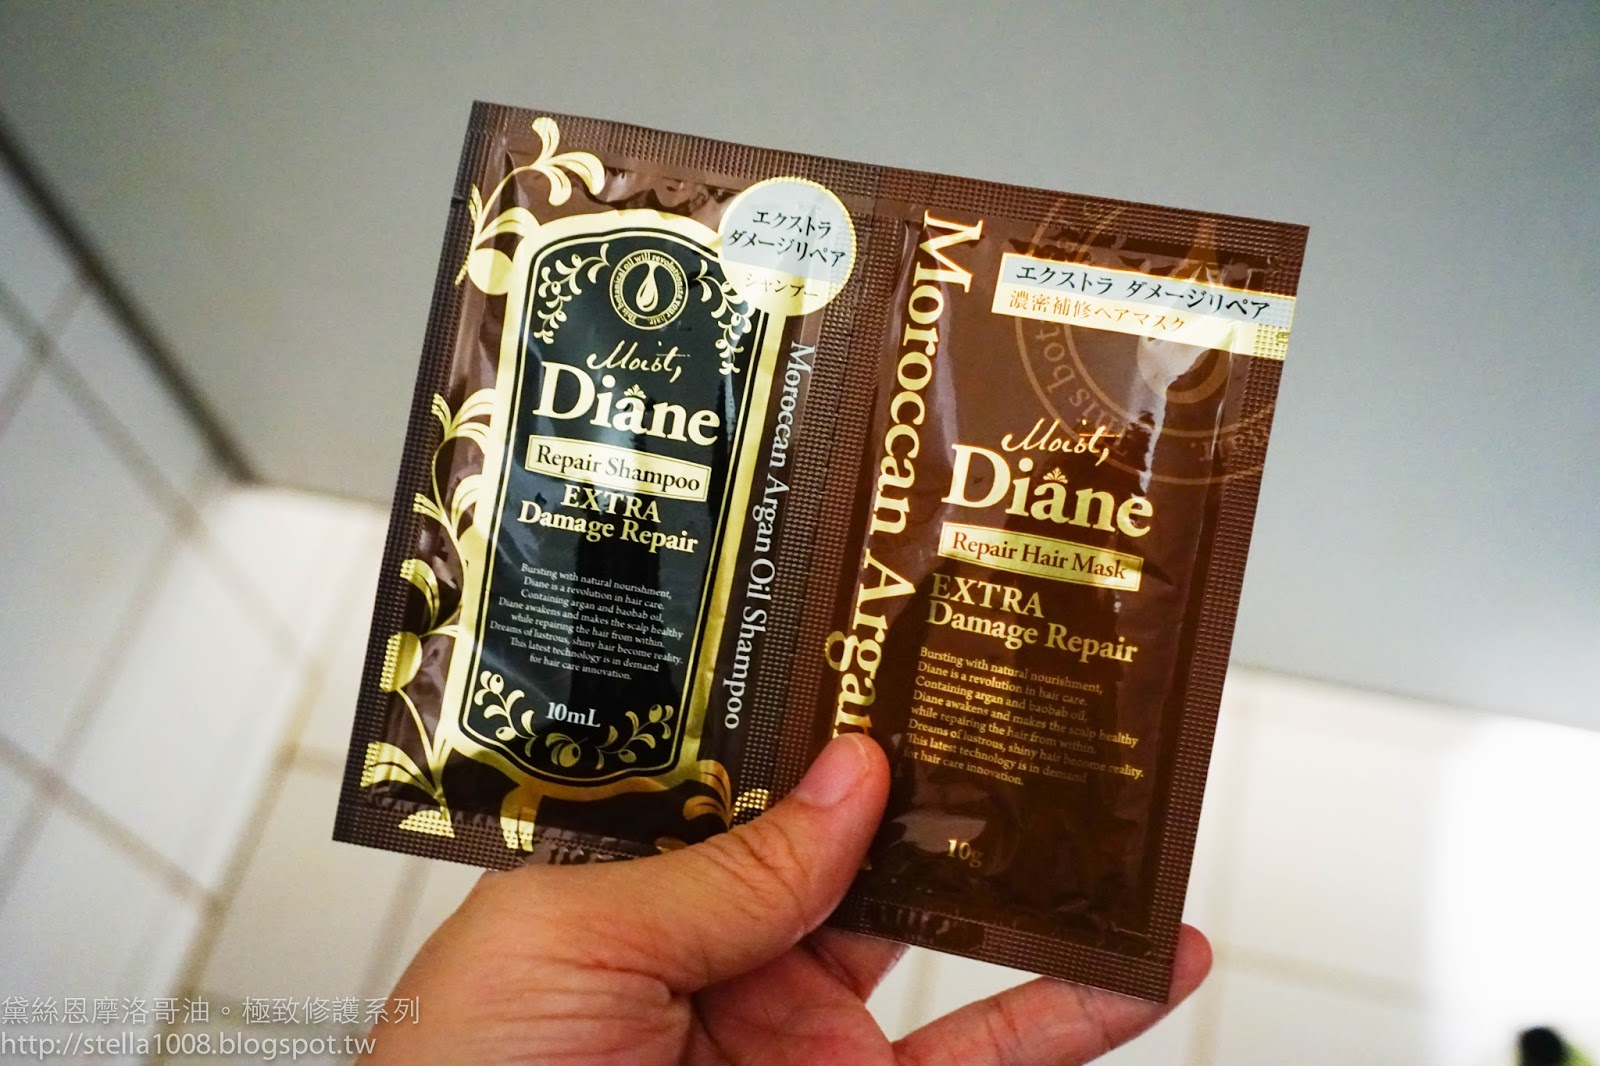 This botanical oil will revolutionize your hair.
Moist,
Diane
Repair Shampoo
EXTRA
Damage Repair
Bursting with natural nourishment,
Diane is a revolution in hair care.
Containing argan and baobab oil,
Diane awakens and makes the scalp healthy
while repairing the hair from within.
Dreams of lustrous, shiny hair become reality.
This latest technology is in demand
for hair care innovation.
10mL
エクストラ
ダメージリペア
シャンプー
Moroccan Argan Oil Shampoo
Moroccan Argan
エクストラ ダメージリペア
濃密補修ヘアマスク
Moist,
Diane
Repair Hair Mask
EXTRA
Damage Repair
Bursting with natural nourishment,
Diane is a revolution in hair care.
Containing argan and baobab oil,
Diane awakens and makes the scalp healthy
while repairing the hair from within.
Dreams of lustrous, shiny hair become reality.
This latest technology is in demand
for hair care innovation.
10g
黛絲恩摩洛哥油。極致修護系列
http://stella1008.blogspot.tw